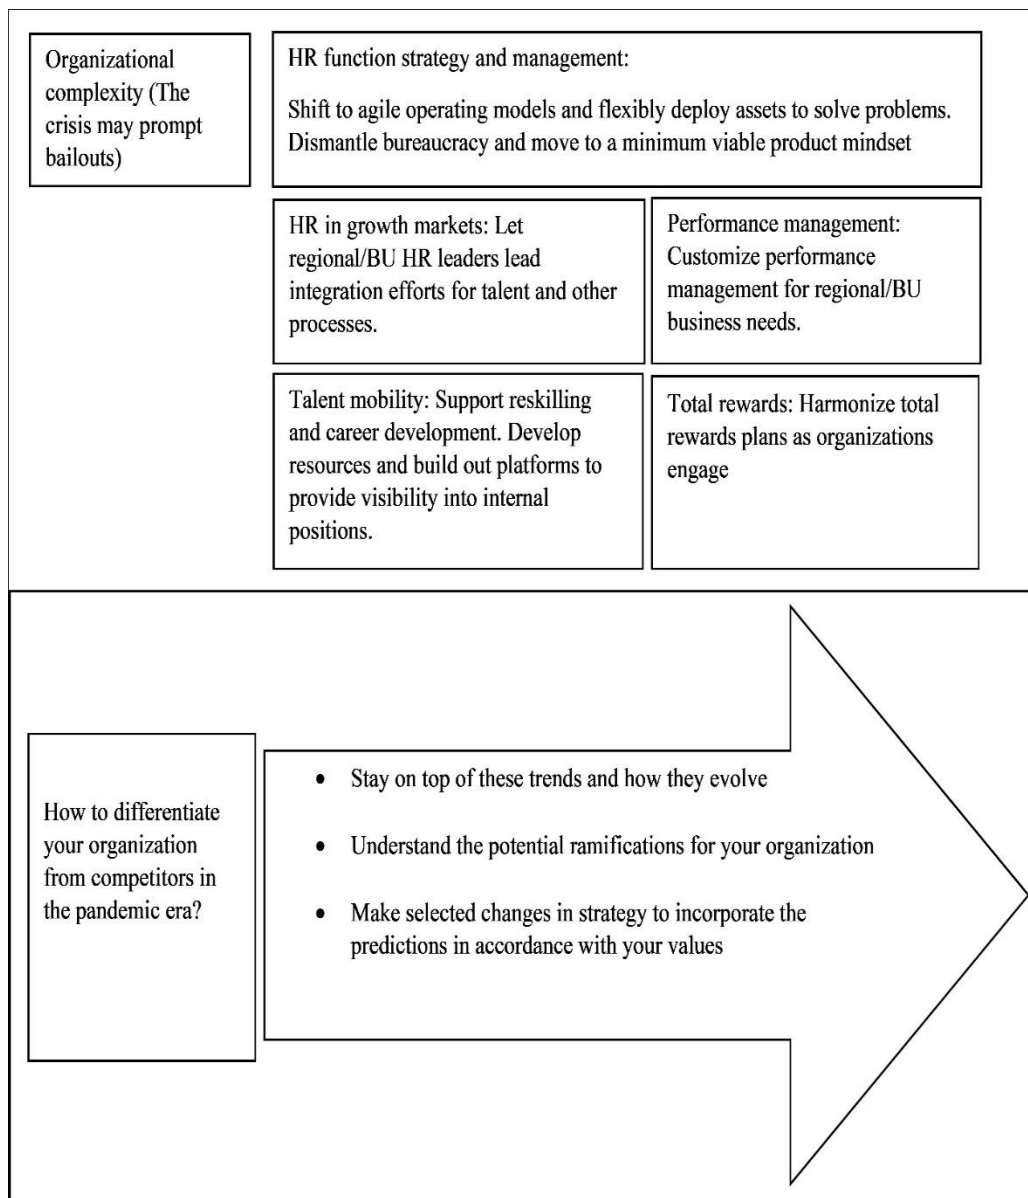 Organizational
complexity (The
crisis may prompt
bailouts)
HR function strategy and management:
Shift to agile operating models and flexibly deploy assets to solve problems.
Dismantle bureaucracy and move to a minimum viable product mindset
HR in growth markets: Let
regional/BU HR leaders lead
integration efforts for talent and other
processes.
Performance management:
Customize performance
management for regional/BU
business needs.
Talent mobility: Support reskilling
and career development. Develop
resources and build out platforms to
provide visibility into internal
positions.
Total rewards: Harmonize total
rewards plans as organizations
engage
How to differentiate
your organization
from competitors in
the pandemic era?
• Stay on top of these trends and how they evolve
• Understand the potential ramifications for your organization
• Make selected changes in strategy to incorporate the
predictions in accordance with your values